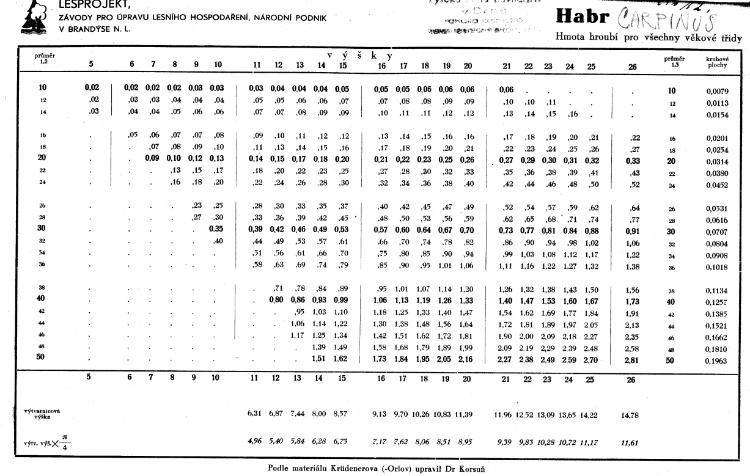 LESPROJEKT,
ZÁVODY PRO ÚPRAVU LESNÍHO HOSPODAŘENÍ, NÁRODNÍ PODNIK
V BRANDÝSE N. L.
Habr CARPINUS
Hmota hroubí pro všechny věkové třídy
průměr 1,3 výšky průměr 1,3 kruhové plochy
5 6 7 8 9 10 11 12 13 14 15 16 17 18 19 20 21 22 23 24 25 26
10 0,02 0,02 0,02 0,02 0,03 0,03 0,03 0,04 0,04 0,04 0,05 0,05 0,05 0,06 0,06 0,06 0,06 . . . . . 10 0,0079
12 ,02 ,03 ,03 ,04 ,04 ,04 ,05 ,05 ,06 ,06 ,07 ,07 ,08 ,08 ,09 ,09 ,10 ,10 ,11 . . . 12 0,0113
14 ,03 ,04 ,04 ,05 ,06 ,06 ,07 ,07 ,08 ,09 ,09 ,10 ,11 ,11 ,12 ,12 ,13 ,14 ,15 ,16 . . 14 0,0154
16 . ,05 ,06 ,07 ,07 ,08 ,09 ,10 ,11 ,12 ,12 ,13 ,14 ,15 ,16 ,16 ,17 ,18 ,19 ,20 ,21 ,22 16 0,0201
18 . . ,07 ,08 ,09 ,10 ,11 ,13 ,14 ,15 ,16 ,17 ,18 ,19 ,20 ,21 ,22 ,23 ,24 ,25 ,26 ,27 18 0,0254
20 . . 0,09 0,10 0,12 0,13 0,14 0,15 0,17 0,18 0,20 0,21 0,22 0,23 0,25 0,26 0,27 0,29 0,30 0,31 0,32 0,33 20 0,0314
22 . . . ,13 ,15 ,17 ,18 ,20 ,22 ,23 ,25 ,27 ,28 ,30 ,32 ,33 ,35 ,36 ,38 ,39 ,41 ,43 22 0,0380
24 . . . ,16 ,18 ,20 ,22 ,24 ,26 ,28 ,30 ,32 ,34 ,36 ,38 ,40 ,42 ,44 ,46 ,48 ,50 ,52 24 0,0452
26 . . . . ,23 ,25 ,28 ,30 ,33 ,35 ,37 ,40 ,42 ,45 ,47 ,49 ,52 ,54 ,57 ,59 ,62 ,64 26 0,0531
28 . . . . ,27 ,30 ,33 ,36 ,39 ,42 ,45 ,48 ,50 ,53 ,56 ,59 ,62 ,65 ,68 ,71 ,74 ,77 28 0,0616
30 . . . . . 0,35 0,39 0,42 0,46 0,49 0,53 0,57 0,60 0,64 0,67 0,70 0,73 0,77 0,81 0,84 0,88 0,91 30 0,0707
32 . . . . . ,40 ,44 ,49 ,53 ,57 ,61 ,66 ,70 ,74 ,78 ,82 ,86 ,90 ,94 ,98 1,02 1,06 32 0,0804
34 . . . . . . ,51 ,56 ,61 ,66 ,70 ,75 ,80 ,85 ,90 ,94 ,99 1,03 1,08 1,12 1,17 1,22 34 0,0908
36 . . . . . . ,58 ,63 ,69 ,74 ,79 ,85 ,90 ,95 1,01 1,06 1,11 1,16 1,22 1,27 1,32 1,38 36 0,1018
38 . . . . . . . ,71 ,78 ,84 ,89 ,95 1,01 1,07 1,14 1,20 1,26 1,32 1,38 1,43 1,50 1,56 38 0,1134
40 . . . . . . . 0,80 0,86 0,93 0,99 1,06 1,13 1,19 1,26 1,33 1,40 1,47 1,53 1,60 1,67 1,73 40 0,1257
42 . . . . . . . . ,95 1,03 1,10 1,18 1,25 1,33 1,40 1,47 1,54 1,62 1,69 1,77 1,84 1,91 42 0,1385
44 . . . . . . . . 1,06 1,14 1,22 1,30 1,38 1,48 1,56 1,64 1,72 1,81 1,89 1,97 2,05 2,13 44 0,1521
46 . . . . . . . . 1,17 1,25 1,34 1,42 1,51 1,62 1,72 1,81 1,90 2,00 2,09 2,18 2,27 2,35 46 0,1662
48 . . . . . . . . . 1,39 1,49 1,58 1,68 1,79 1,89 1,99 2,09 2,19 2,29 2,39 2,48 2,58 48 0,1810
50 . . . . . . . . . 1,51 1,62 1,73 1,84 1,95 2,05 2,16 2,27 2,38 2,49 2,59 2,70 2,81 50 0,1963
5 6 7 8 9 10 11 12 13 14 15 16 17 18 19 20 21 22 23 24 25 26
výtvarnicová výška 6,31 6,87 7,44 8,00 8,57 9,13 9,70 10,26 10,83 11,39 11,96 12,52 13,09 13,65 14,22 14,78
výtv. výš. × π/4 4,96 5,40 5,84 6,28 6,73 7,17 7,62 8,06 8,51 8,95 9,39 9,83 10,28 10,72 11,17 11,61
Podle materiálu Krüdenerova (-Orlov) upravil Dr Korsuň